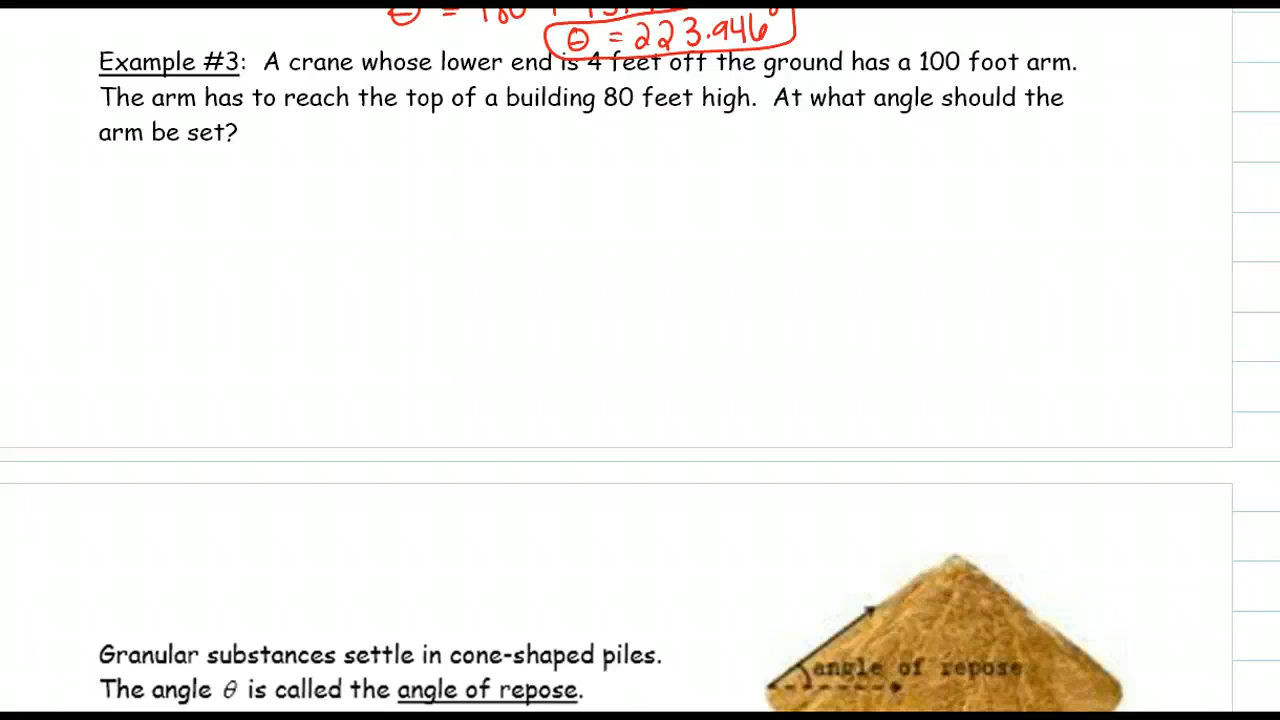 θ = 223.946°
Example #3: A crane whose lower end is 4 feet off the ground has a 100 foot arm.
The arm has to reach the top of a building 80 feet high. At what angle should the
arm be set?
Granular substances settle in cone-shaped piles.
The angle θ is called the angle of repose.
angle of repose